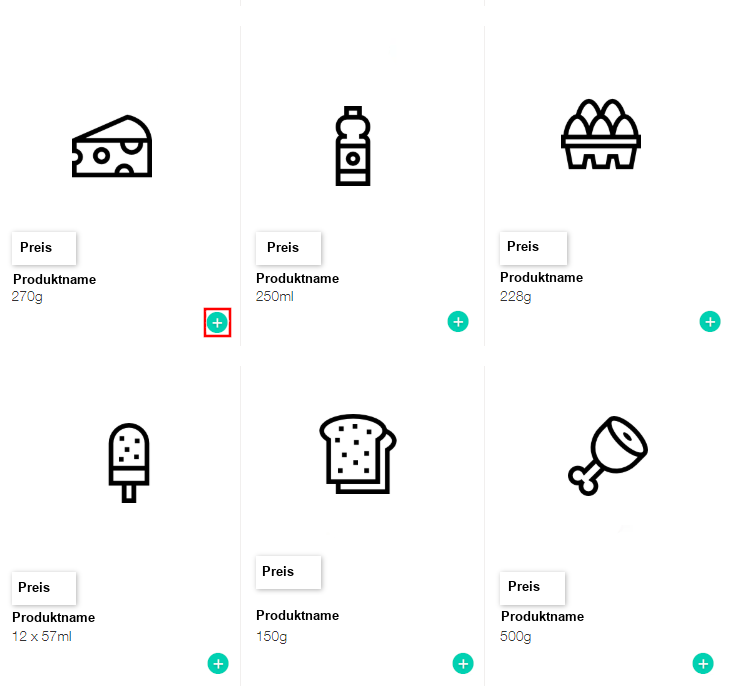 Preis
Produktname
270g
Preis
Produktname
250ml
Preis
Produktname
228g
Preis
Produktname
12 x 57ml
Preis
Produktname
150g
Preis
Produktname
500g